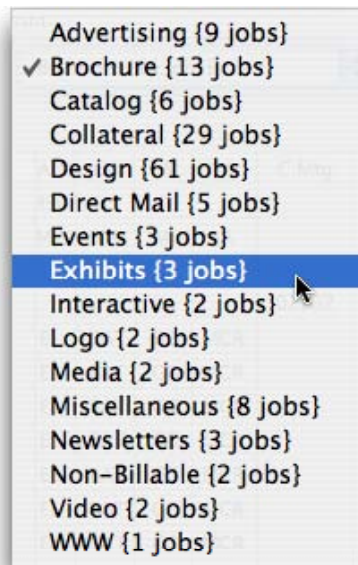 Advertising {9 jobs}
✓ Brochure {13 jobs}
Catalog {6 jobs}
Collateral {29 jobs}
Design {61 jobs}
Direct Mail {5 jobs}
Events {3 jobs}
Exhibits {3 jobs}
Interactive {2 jobs}
Logo {2 jobs}
Media {2 jobs}
Miscellaneous {8 jobs}
Newsletters {3 jobs}
Non-Billable {2 jobs}
Video {2 jobs}
WWW {1 jobs}